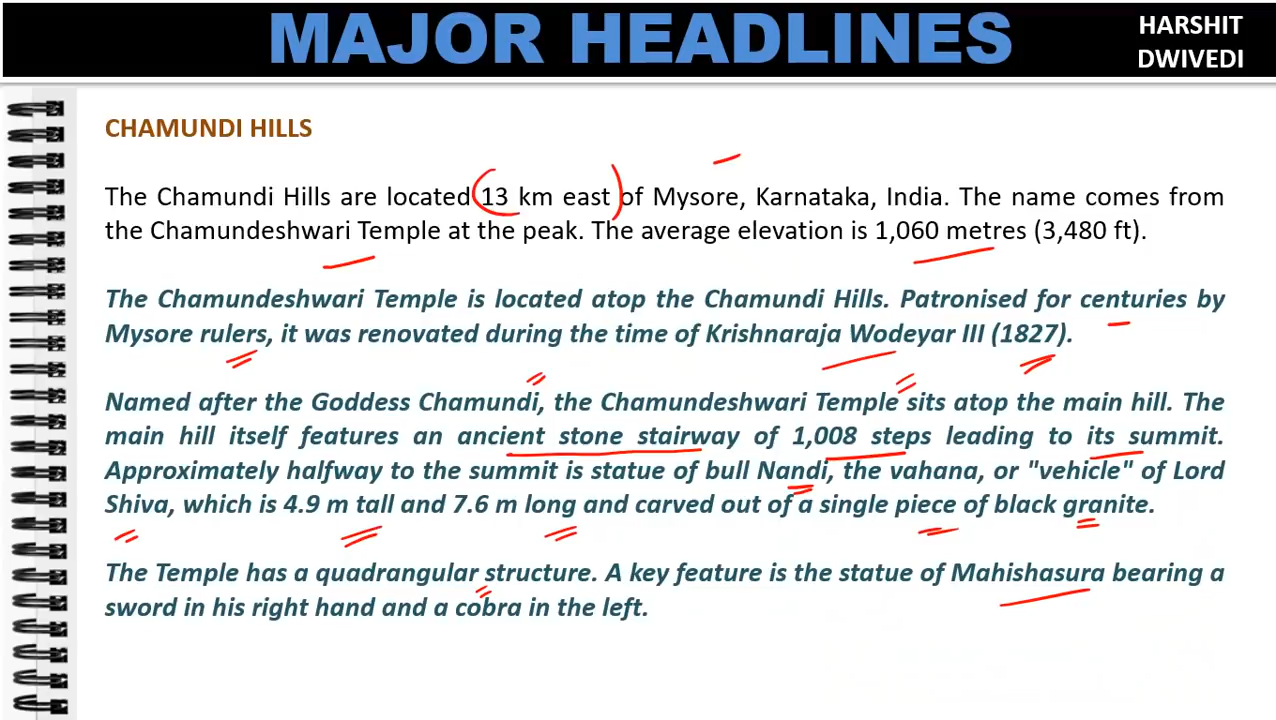 MAJOR HEADLINES
HARSHIT
DWIVEDI
CHAMUNDI HILLS
The Chamundi Hills are located 13 km east of Mysore, Karnataka, India. The name comes from
the Chamundeshwari Temple at the peak. The average elevation is 1,060 metres (3,480 ft).
The Chamundeshwari Temple is located atop the Chamundi Hills. Patronised for centuries by
Mysore rulers, it was renovated during the time of Krishnaraja Wodeyar III (1827).
Named after the Goddess Chamundi, the Chamundeshwari Temple sits atop the main hill. The
main hill itself features an ancient stone stairway of 1,008 steps leading to its summit.
Approximately halfway to the summit is statue of bull Nandi, the vahana, or "vehicle" of Lord
Shiva, which is 4.9 m tall and 7.6 m long and carved out of a single piece of black granite.
The Temple has a quadrangular structure. A key feature is the statue of Mahishasura bearing a
sword in his right hand and a cobra in the left.